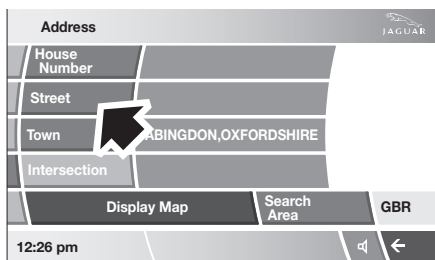 Address
JAGUAR
House
Number
Street
Town
ABINGDON,OXFORDSHIRE
Intersection
Display Map
Search
Area
GBR
12:26 pm